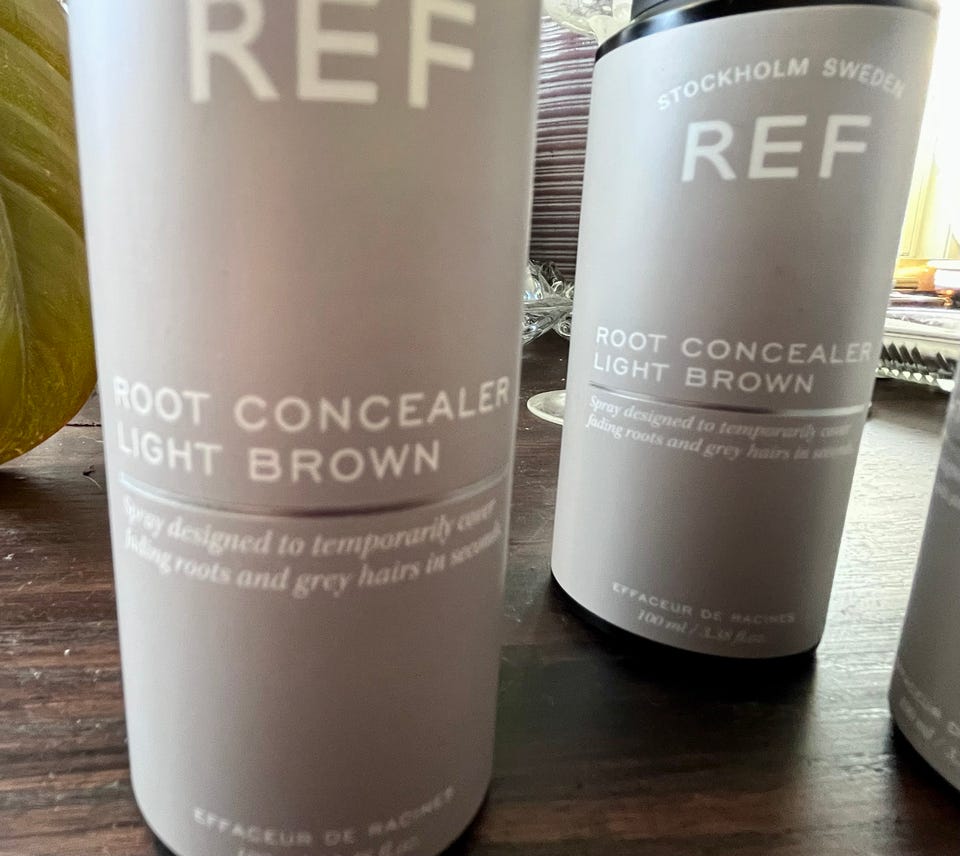 REF
ROOT CONCEALER
LIGHT BROWN
Spray designed to temporarily cover
fading roots and grey hairs in seconds.
EFFACEUR DE RACINES
STOCKHOLM SWEDEN
REF
ROOT CONCEALER
LIGHT BROWN
Spray designed to temporarily cover
fading roots and grey hairs in seconds.
EFFACEUR DE RACINES
100 ml / 3.38 fl.oz.